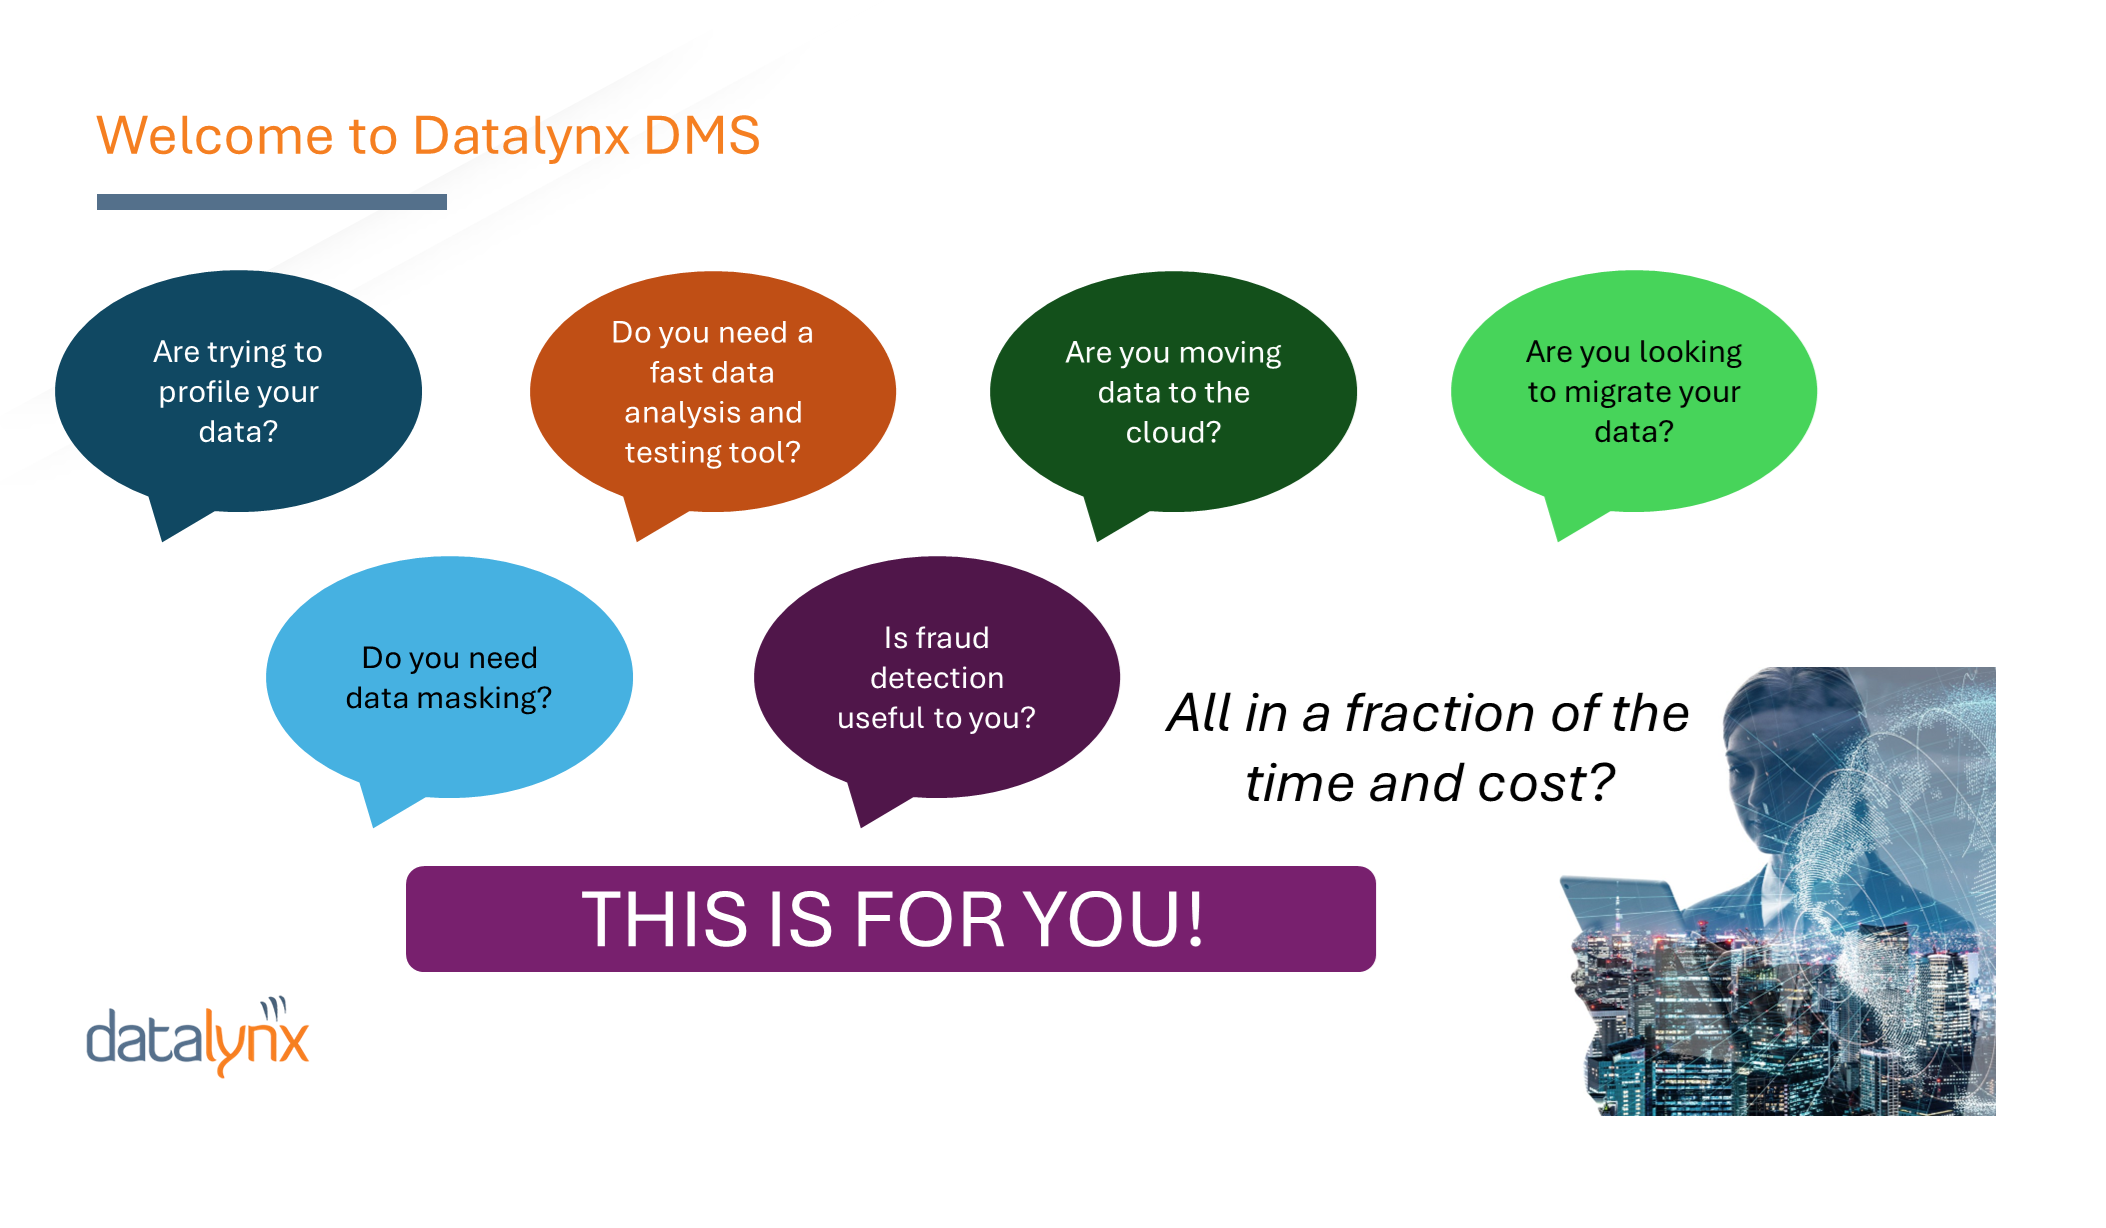 Welcome to Datalynx DMS
Are trying to
profile your
data?
Do you need a
fast data
analysis and
testing tool?
Are you moving
data to the
cloud?
Are you looking
to migrate your
data?
Do you need
data masking?
Is fraud
detection
useful to you?
All in a fraction of the
time and cost?
THIS IS FOR YOU!
datalynx